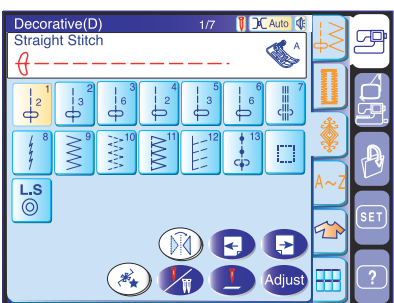 Decorative(D) 1/7 Auto
Straight Stitch A
1 2 3 4 5 6 7
2 3 6 2 3 6
8 9 10 11 12 13
A~Z
L.S
SET
Adjust ?